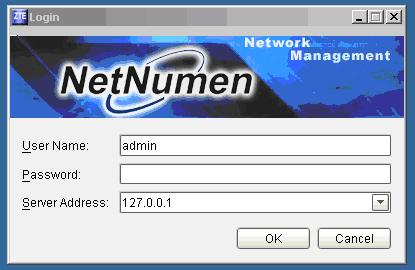 ZTE Login
Network
Management
NetNumen
User Name: admin
Password:
Server Address: 127.0.0.1
OK Cancel